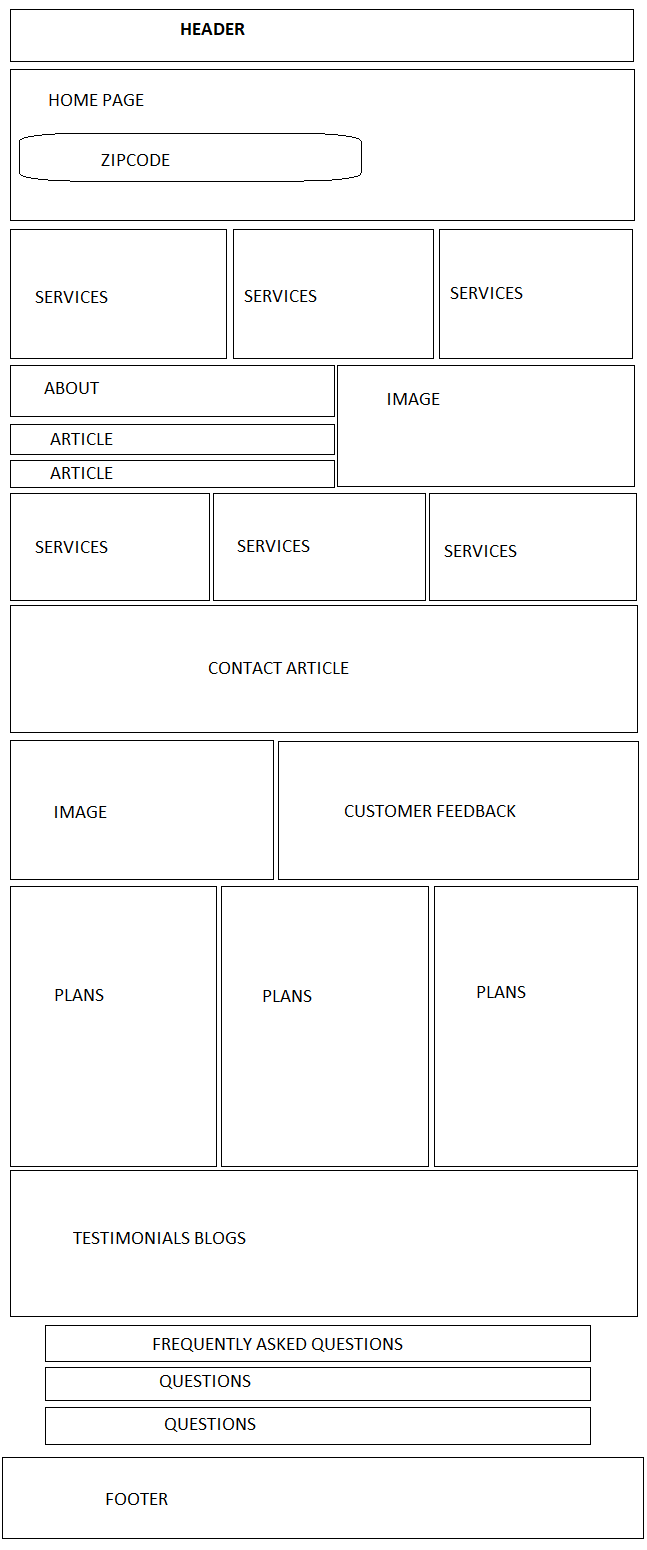 HEADER
HOME PAGE
ZIPCODE
SERVICES
SERVICES
SERVICES
ABOUT
IMAGE
ARTICLE
ARTICLE
SERVICES
SERVICES
SERVICES
CONTACT ARTICLE
IMAGE
CUSTOMER FEEDBACK
PLANS
PLANS
PLANS
TESTIMONIALS BLOGS
FREQUENTLY ASKED QUESTIONS
QUESTIONS
QUESTIONS
FOOTER